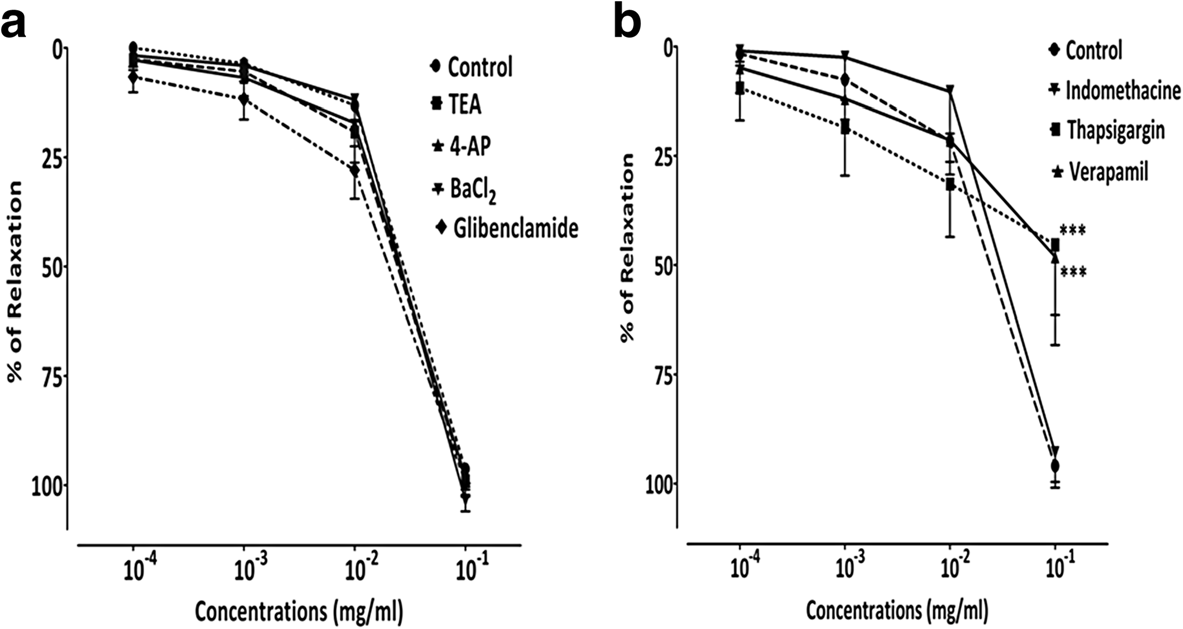 a
0
25
50
75
100
% of Relaxation
10-4
10-3
10-2
10-1
Concentrations (mg/ml)
Control
TEA
4-AP
BaCl2
Glibenclamide
b
0
25
50
75
100
% of Relaxation
10-4
10-3
10-2
10-1
Concentrations (mg/ml)
Control
Indomethacine
Thapsigargin
Verapamil
***
***